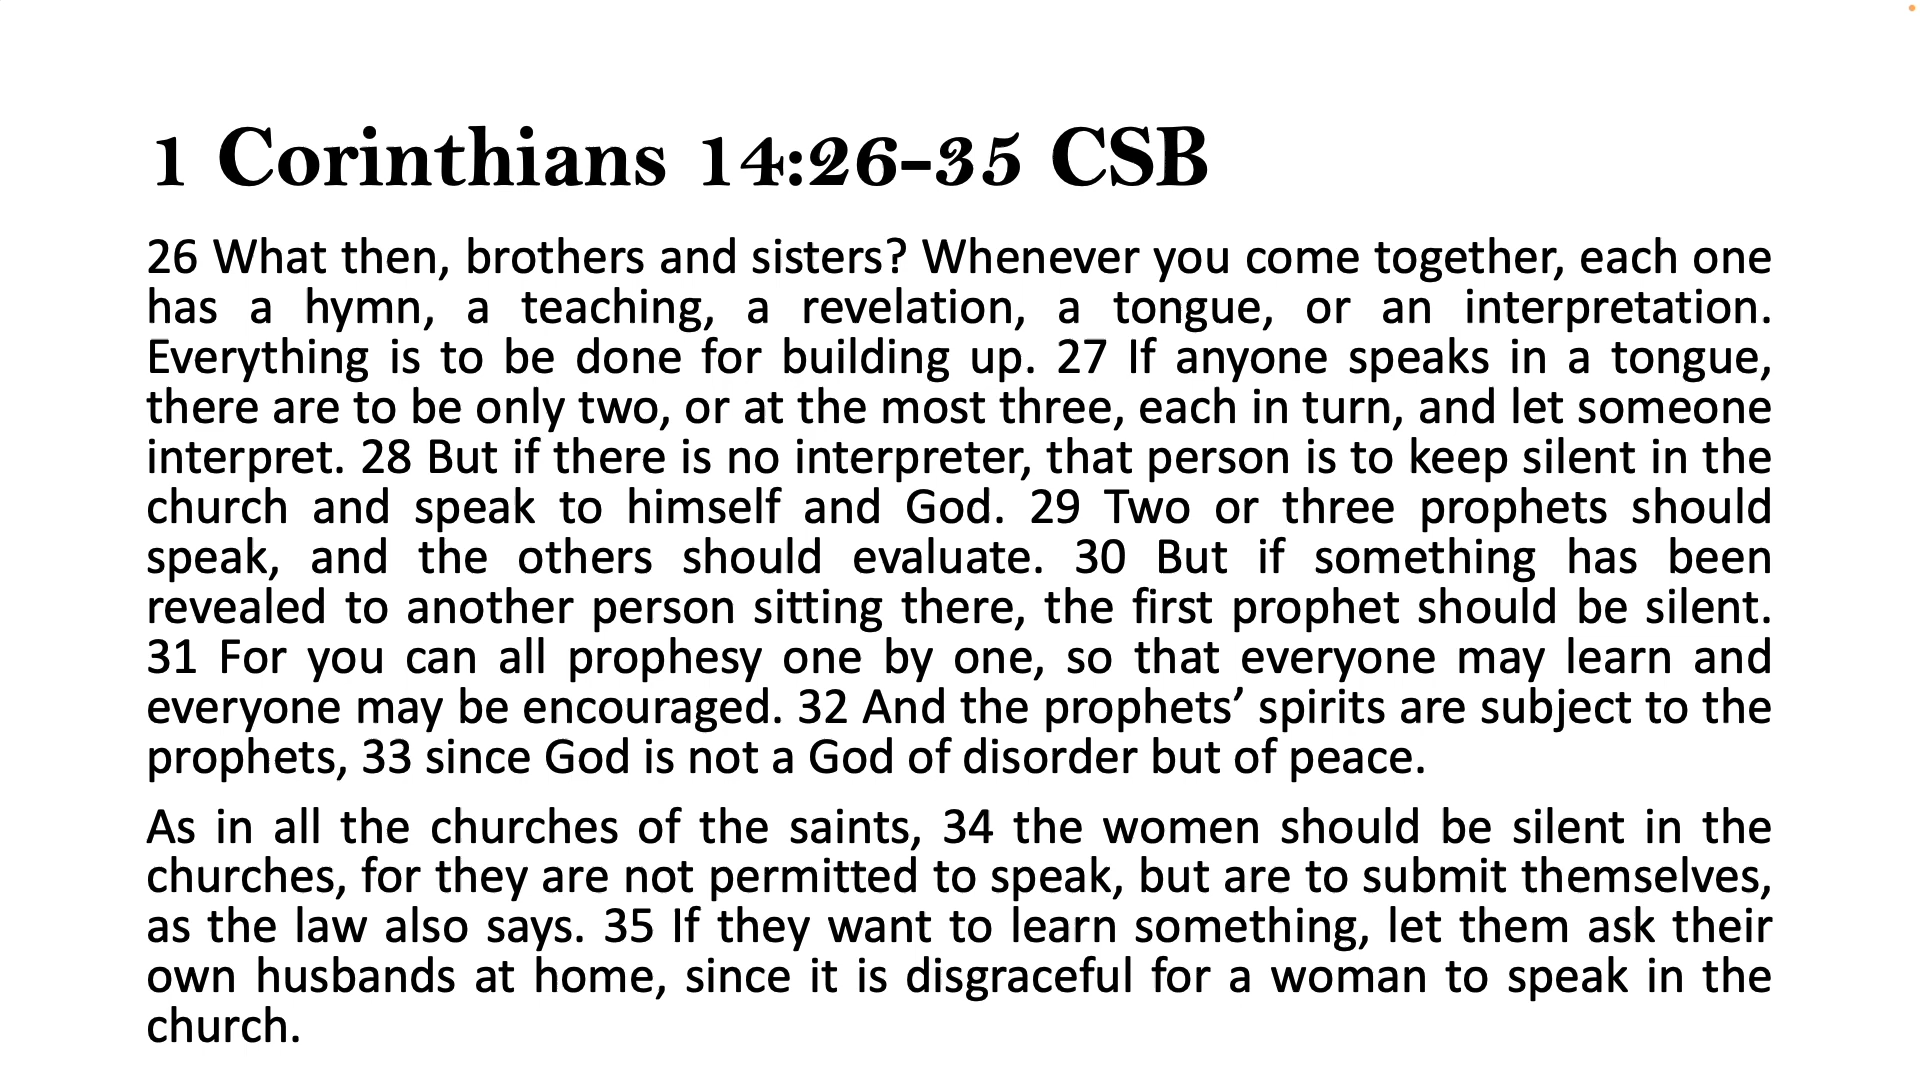 1 Corinthians 14:26-35 CSB
26 What then, brothers and sisters? Whenever you come together, each one
has a hymn, a teaching, a revelation, a tongue, or an interpretation.
Everything is to be done for building up. 27 If anyone speaks in a tongue,
there are to be only two, or at the most three, each in turn, and let someone
interpret. 28 But if there is no interpreter, that person is to keep silent in the
church and speak to himself and God. 29 Two or three prophets should
speak, and the others should evaluate. 30 But if something has been
revealed to another person sitting there, the first prophet should be silent.
31 For you can all prophesy one by one, so that everyone may learn and
everyone may be encouraged. 32 And the prophets’ spirits are subject to the
prophets, 33 since God is not a God of disorder but of peace.
As in all the churches of the saints, 34 the women should be silent in the
churches, for they are not permitted to speak, but are to submit themselves,
as the law also says. 35 If they want to learn something, let them ask their
own husbands at home, since it is disgraceful for a woman to speak in the
church.